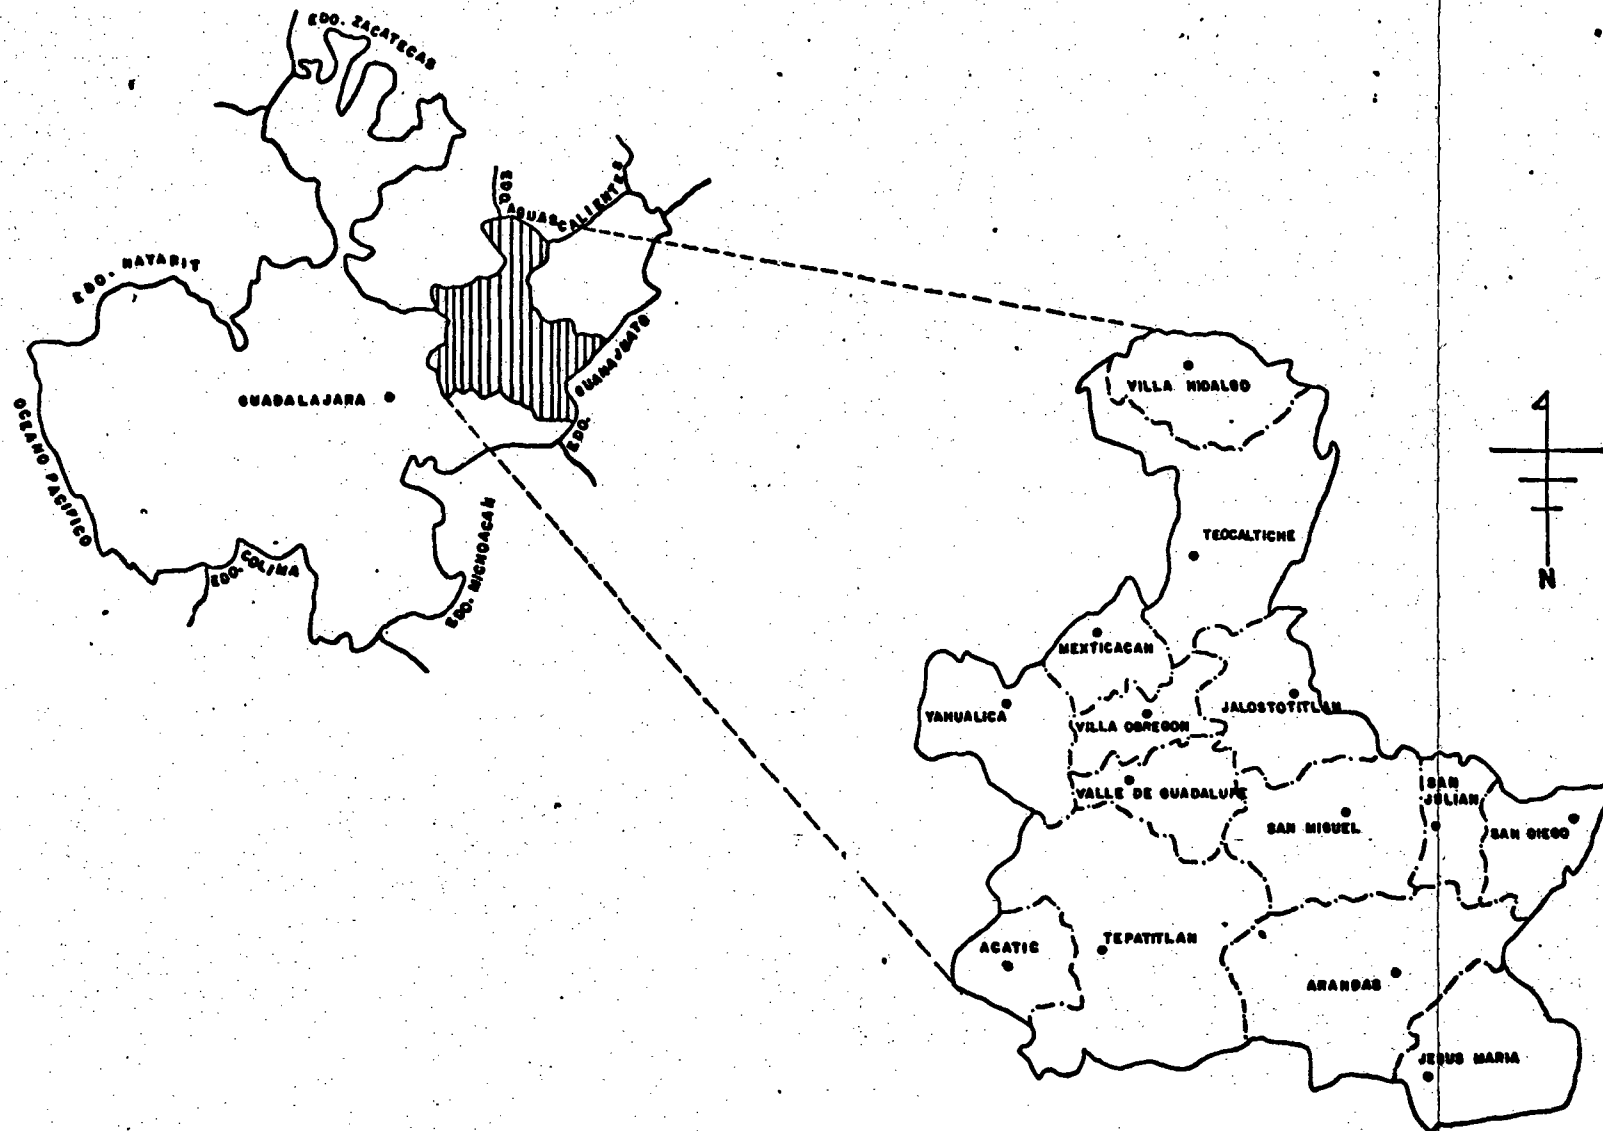 EDO. ZACATECAS
EDO. AGUASCALIENTES
EDO. NAYARIT
EDO. GUANAJUATO
GUADALAJARA
OCEANO PACIFICO
EDO. COLIMA
EDO. MICHOACÁN
VILLA HIDALGO
TEOCALTICHE
N
MEXTICACAN
YAHUALICA
VILLA OBREGON
JALOSTOTITLAN
VALLE DE GUADALUPE
SAN
JULIAN
SAN MIGUEL
SAN DIEGO
ACATIC
TEPATITLAN
ARANDAS
JESUS MARIA